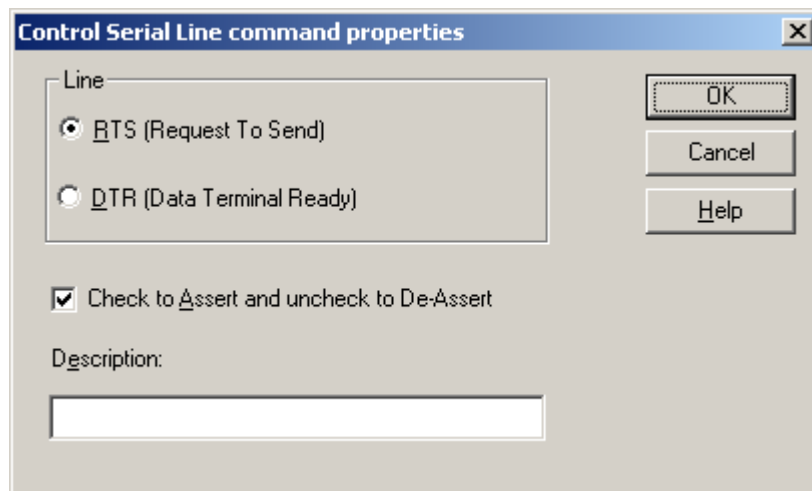 Control Serial Line command properties
Line
RTS (Request To Send)
DTR (Data Terminal Ready)
OK
Cancel
Help
Check to Assert and uncheck to De-Assert
Description: